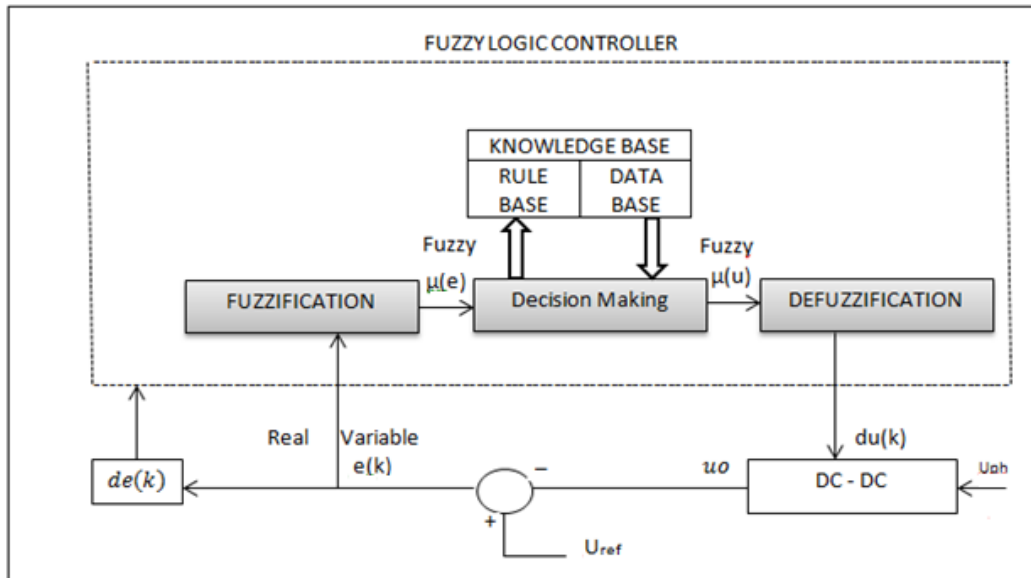 FUZZY LOGIC CONTROLLER
KNOWLEDGE BASE
RULE
BASE
DATA
BASE
Fuzzy
μ(e)
Fuzzy
μ(u)
FUZZIFICATION
Decision Making
DEFUZZIFICATION
Real Variable
e(k)
du(k)
de(k)
−
uo
DC - DC
+
Uref